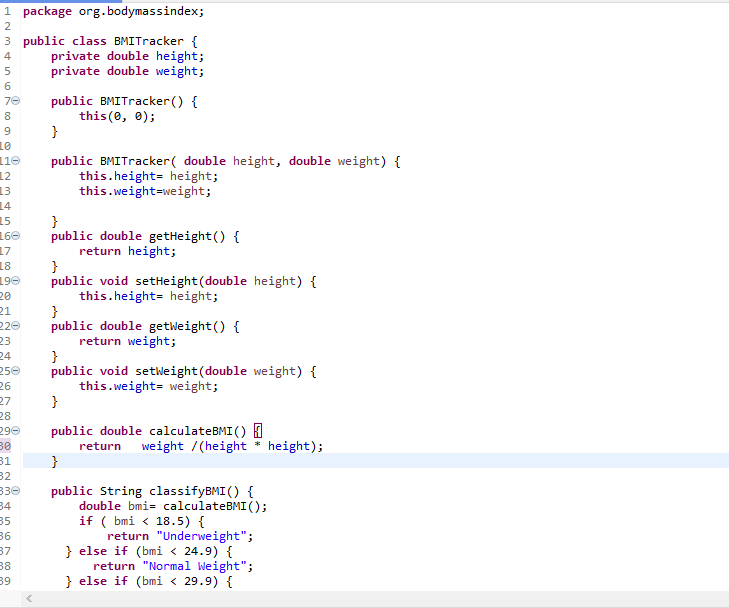 1 package org.bodymassindex;
2
3 public class BMITracker {
4 private double height;
5 private double weight;
6
7 public BMITracker() {
8 this(0, 0);
9 }
10
11 public BMITracker( double height, double weight) {
12 this.height= height;
13 this.weight=weight;
14
15 }
16 public double getHeight() {
17 return height;
18 }
19 public void setHeight(double height) {
20 this.height= height;
21 }
22 public double getWeight() {
23 return weight;
24 }
25 public void setWeight(double weight) {
26 this.weight= weight;
27 }
28
29 public double calculateBMI() {
30 return   weight /(height * height);
31 }
32
33 public String classifyBMI() {
34 double bmi= calculateBMI();
35 if ( bmi < 18.5) {
36 return "Underweight";
37 } else if (bmi < 24.9) {
38 return "Normal Weight";
39 } else if (bmi < 29.9) {